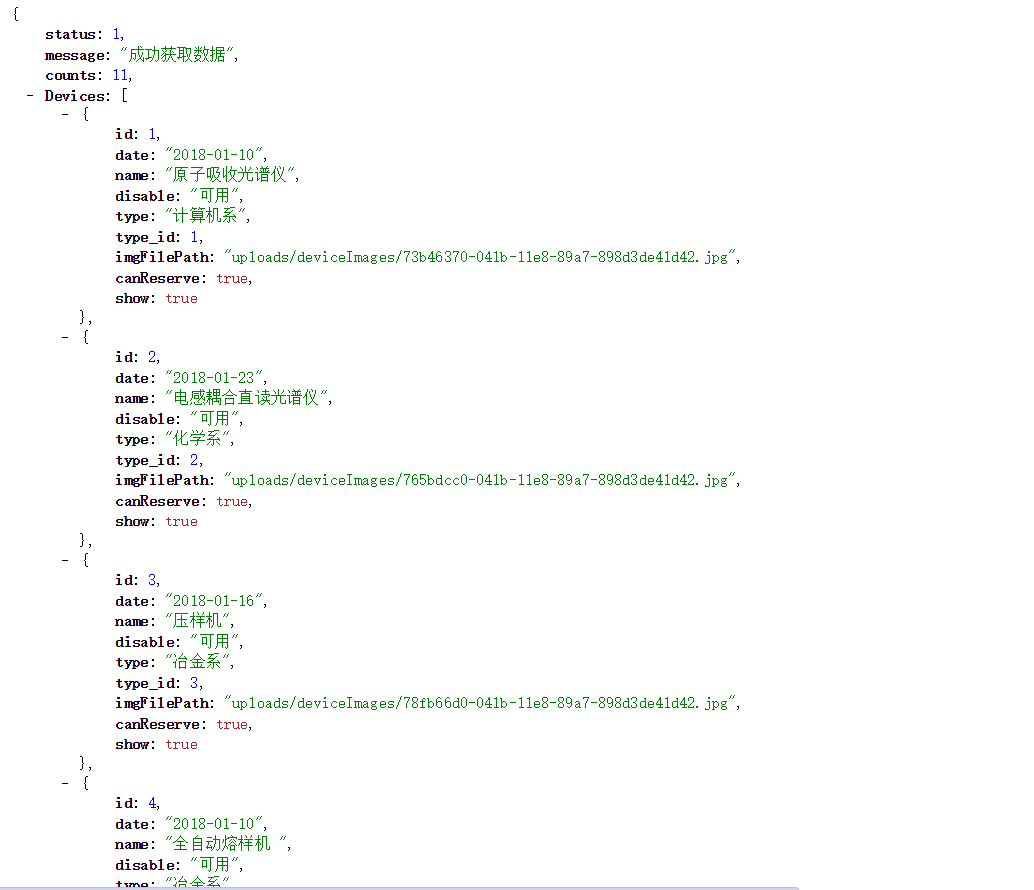 {
status: 1,
message: "成功获取数据",
counts: 11,
- Devices: [
- {
id: 1,
date: "2018-01-10",
name: "原子吸收光谱仪",
disable: "可用",
type: "计算机系",
type_id: 1,
imgFilePath: "uploads/deviceImages/73b46370-041b-11e8-89a7-898d3de41d42.jpg",
canReserve: true,
show: true
},
- {
id: 2,
date: "2018-01-23",
name: "电感耦合直读光谱仪",
disable: "可用",
type: "化学系",
type_id: 2,
imgFilePath: "uploads/deviceImages/765bdcc0-041b-11e8-89a7-898d3de41d42.jpg",
canReserve: true,
show: true
},
- {
id: 3,
date: "2018-01-16",
name: "压样机",
disable: "可用",
type: "冶金系",
type_id: 3,
imgFilePath: "uploads/deviceImages/78fb66d0-041b-11e8-89a7-898d3de41d42.jpg",
canReserve: true,
show: true
},
- {
id: 4,
date: "2018-01-10",
name: "全自动熔样机 ",
disable: "可用",
type: "冶金系"